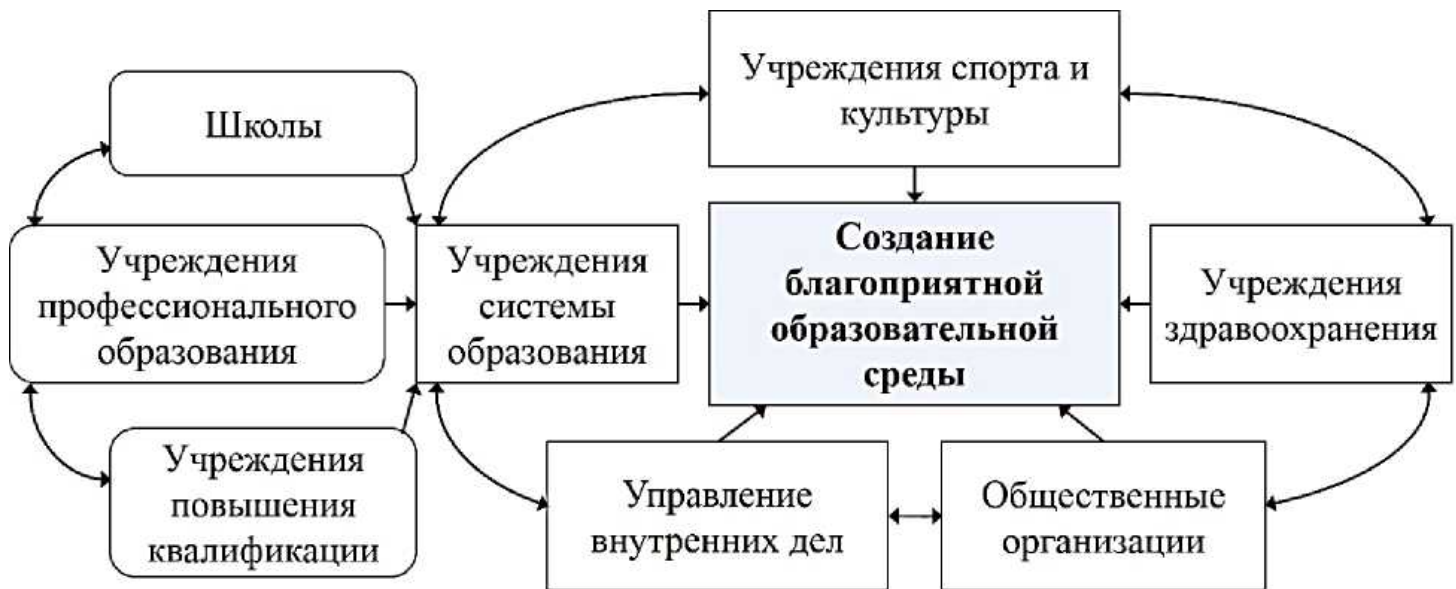 Учреждения спорта и
культуры
Школы
Учреждения
профессионального
образования
Учреждения
системы
образования
Создание
благоприятной
образовательной
среды
Учреждения
здравоохранения
Учреждения
повышения
квалификации
Управление
внутренних дел
Общественные
организации